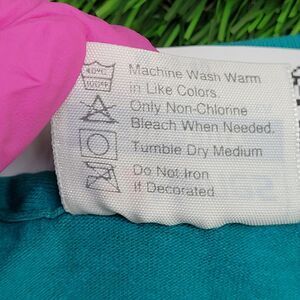 40°C
Machine Wash Warm
in Like Colors.
Only Non-Chlorine
Bleach When Needed.
Tumble Dry Medium
Do Not Iron
If Decorated